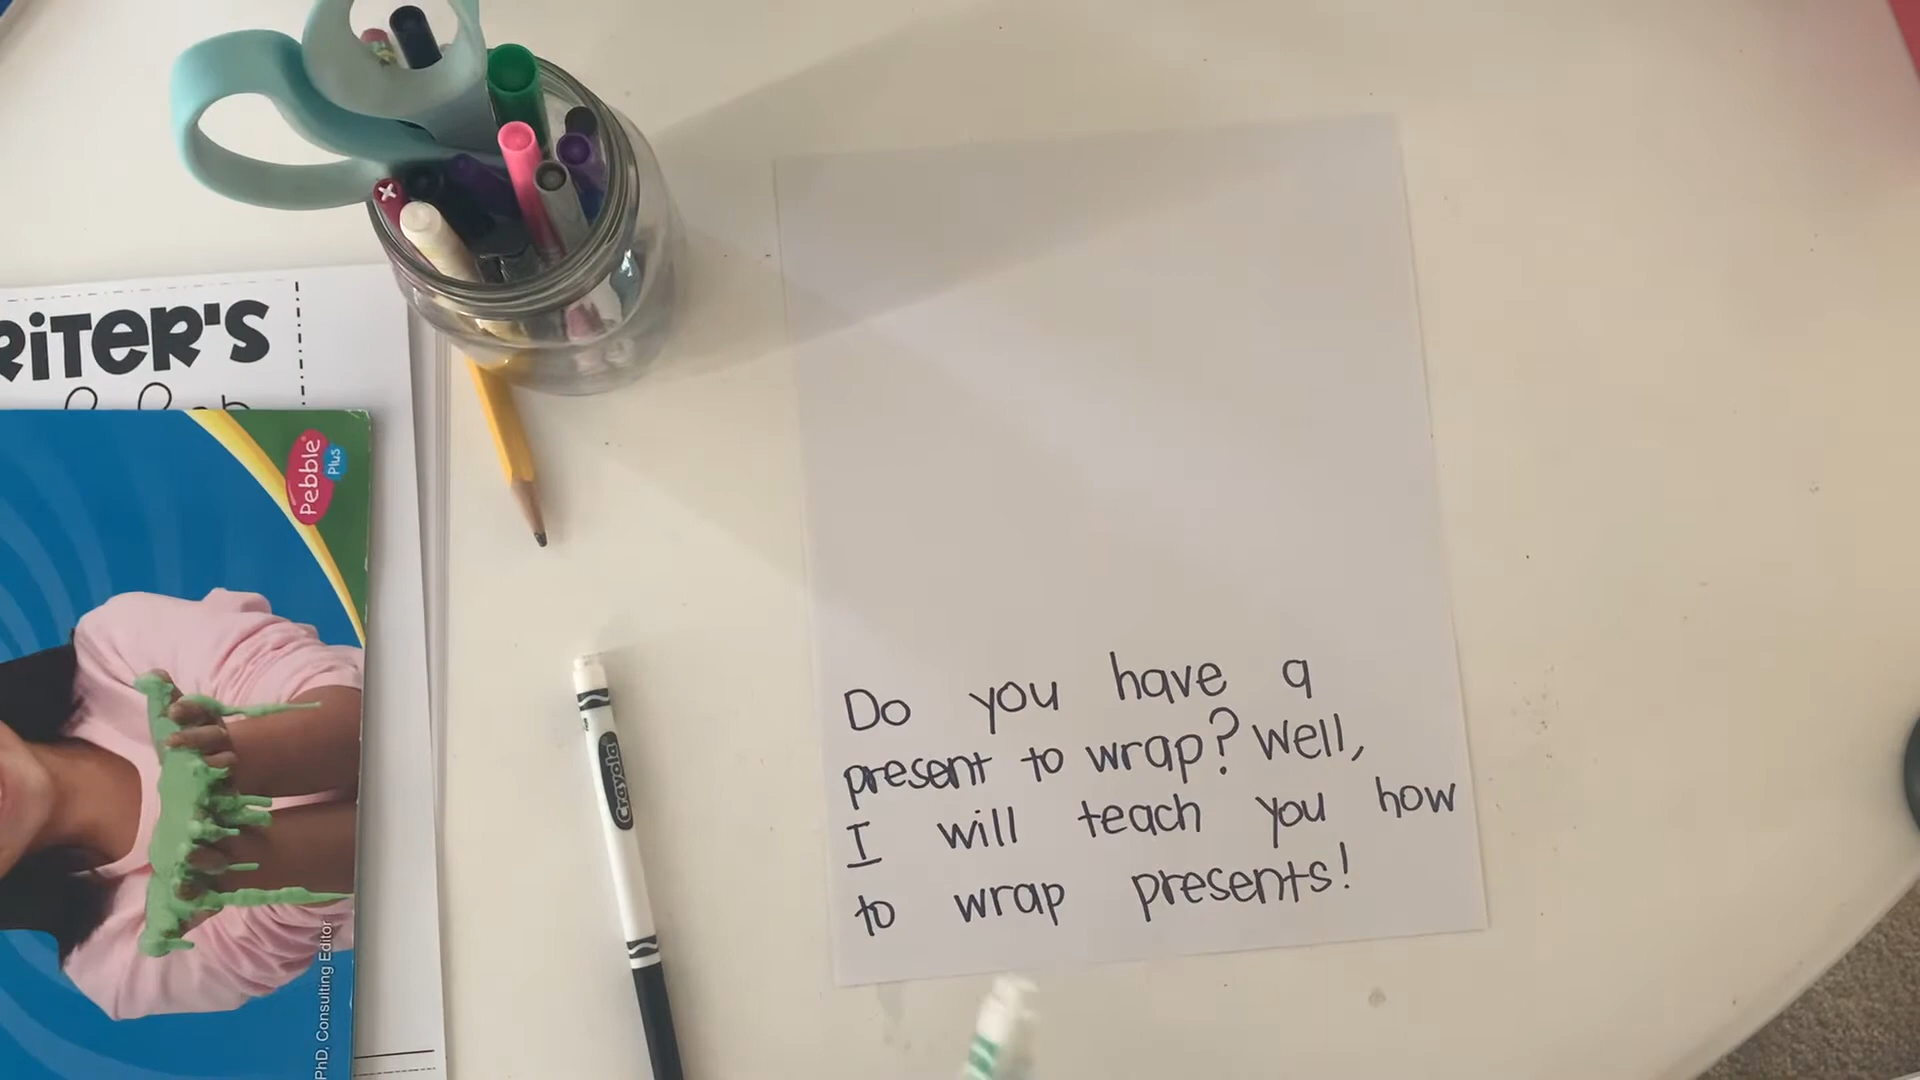 RiTER'S
Pebble
Plus
PhD, Consulting Editor
Crayola
Do you have a
present to wrap? Well,
I will teach you how
to wrap presents!